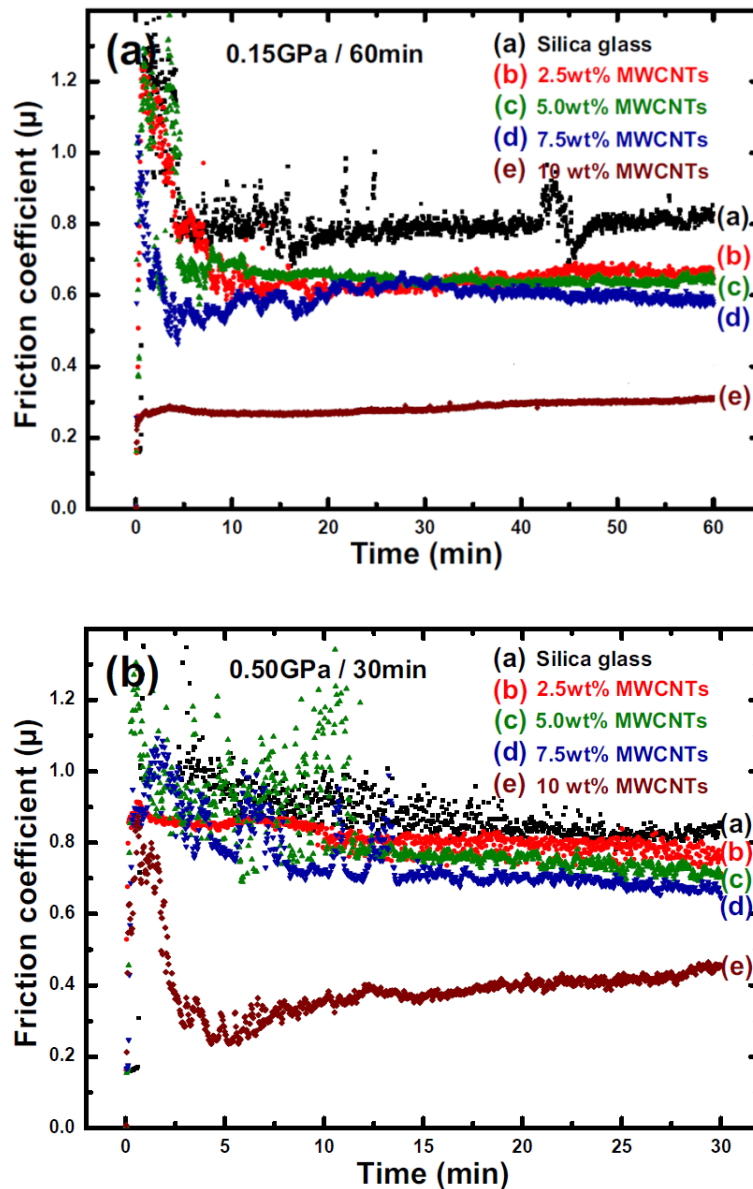 (a) 0.15GPa / 60min
(a) Silica glass
(b) 2.5wt% MWCNTs
(c) 5.0wt% MWCNTs
(d) 7.5wt% MWCNTs
(e) 10 wt% MWCNTs
Friction coefficient (μ)
1.2
1.0
0.8
0.6
0.4
0.2
0.0
(a)
(b)
(c)
(d)
(e)
0 10 20 30 40 50 60
Time (min)
(b) 0.50GPa / 30min
(a) Silica glass
(b) 2.5wt% MWCNTs
(c) 5.0wt% MWCNTs
(d) 7.5wt% MWCNTs
(e) 10 wt% MWCNTs
Friction coefficient (μ)
1.2
1.0
0.8
0.6
0.4
0.2
0.0
(a)
(b)
(c)
(d)
(e)
0 5 10 15 20 25 30
Time (min)